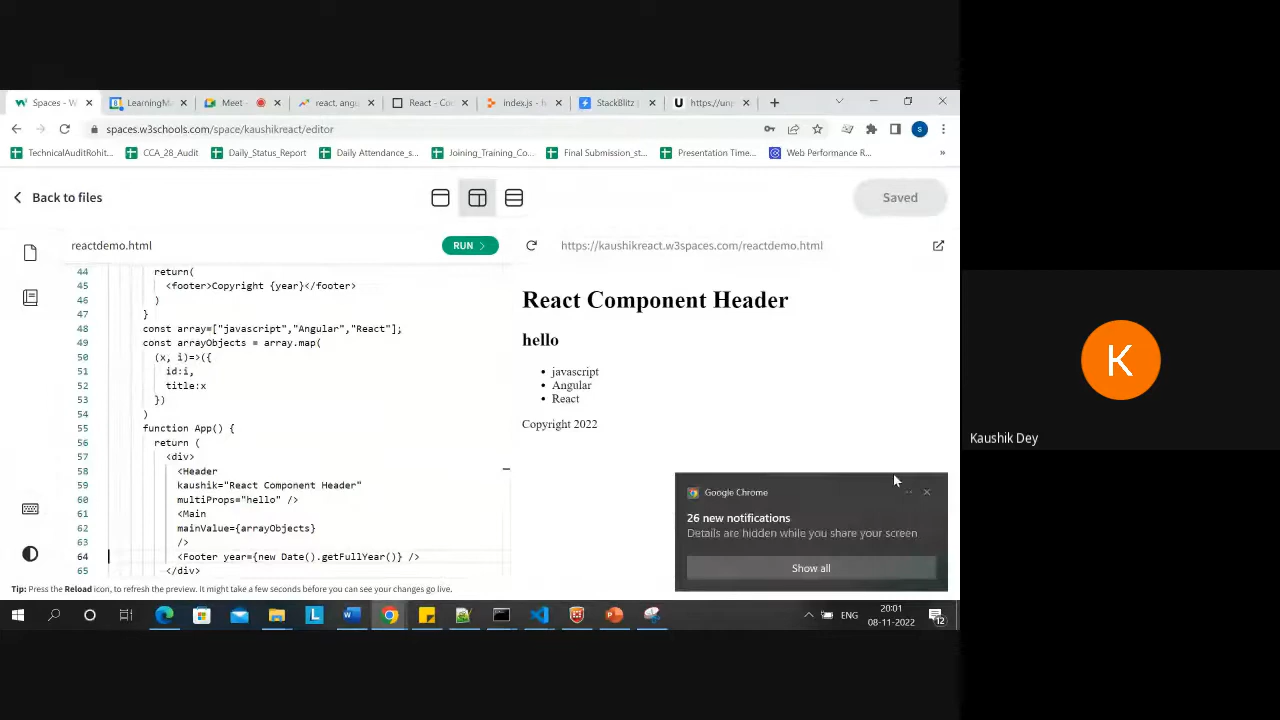 Spaces - W
LearningMa
Meet -
react, angu
React - Cor
index.js - h
StackBlitz
https://unp
spaces.w3schools.com/space/kaushikreact/editor
S
TechnicalAuditRohit...
CCA_28_Audit
Daily_Status_Report
Daily Attendance_s...
Joining_Training_Co...
Final Submission_st...
Presentation Time...
Web Performance R...
»
Back to files
Saved
reactdemo.html
RUN
https://kaushikreact.w3spaces.com/reactdemo.html
44 return(
45 <footer>Copyright {year}</footer>
46 )
47 }
48 const array=["javascript","Angular","React"];
49 const arrayObjects = array.map(
50 (x, i)=>({
51 id:i,
52 title:x
53 })
54 )
55 function App() {
56 return (
57 <div>
58 <Header
59 kaushik="React Component Header"
60 multiProps="hello" />
61 <Main
62 mainValue={arrayObjects}
63 />
64 <Footer year={new Date().getFullYear()} />
65 </div>
React Component Header
hello
• javascript
• Angular
• React
Copyright 2022
Google Chrome
26 new notifications
Details are hidden while you share your screen
Show all
Tip: Press the Reload icon, to refresh the preview. It might take a few seconds before you can see your changes go live.
ENG
20:01
08-11-2022
12
K
Kaushik Dey